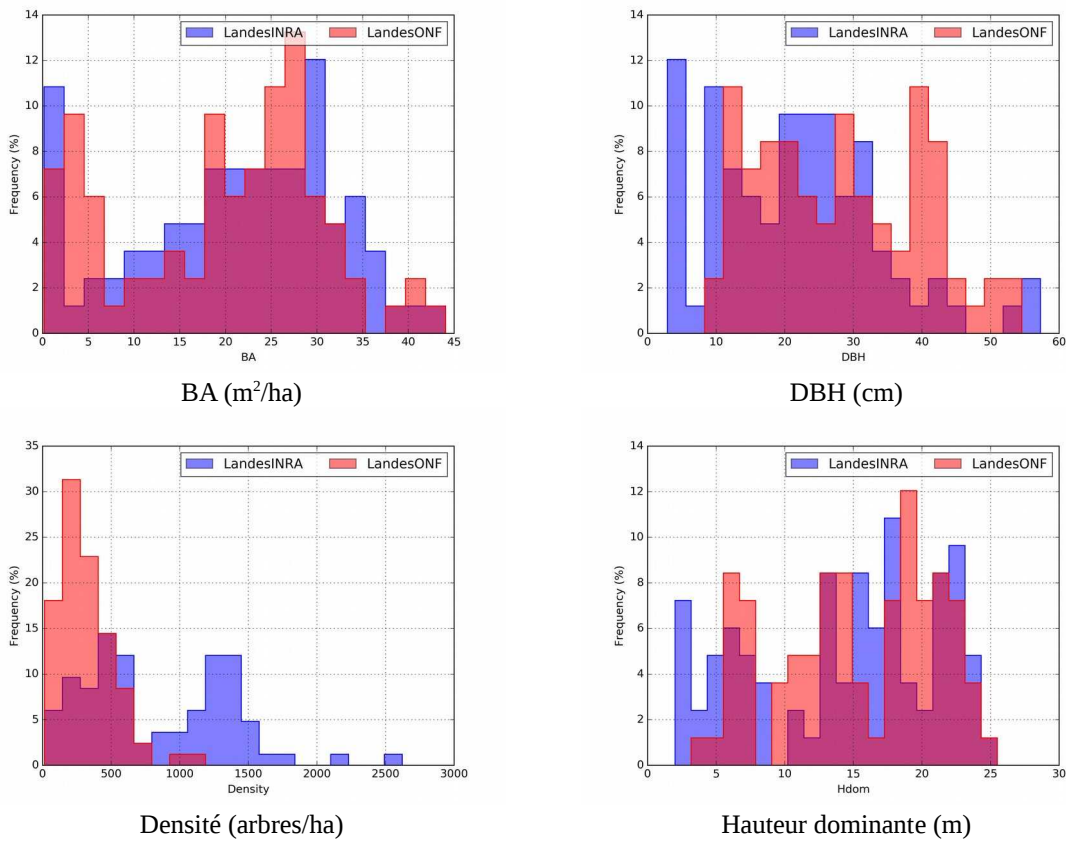 LandesINRA LandesONF
Frequency (%)
14
12
10
8
6
4
2
0
0 5 10 15 20 25 30 35 40 45
BA
BA (m²/ha)
LandesINRA LandesONF
Frequency (%)
14
12
10
8
6
4
2
0
0 10 20 30 40 50 60
DBH
DBH (cm)
LandesINRA LandesONF
Frequency (%)
35
30
25
20
15
10
5
0
0 500 1000 1500 2000 2500 3000
Density
Densité (arbres/ha)
LandesINRA LandesONF
Frequency (%)
14
12
10
8
6
4
2
0
0 5 10 15 20 25 30
Hdom
Hauteur dominante (m)